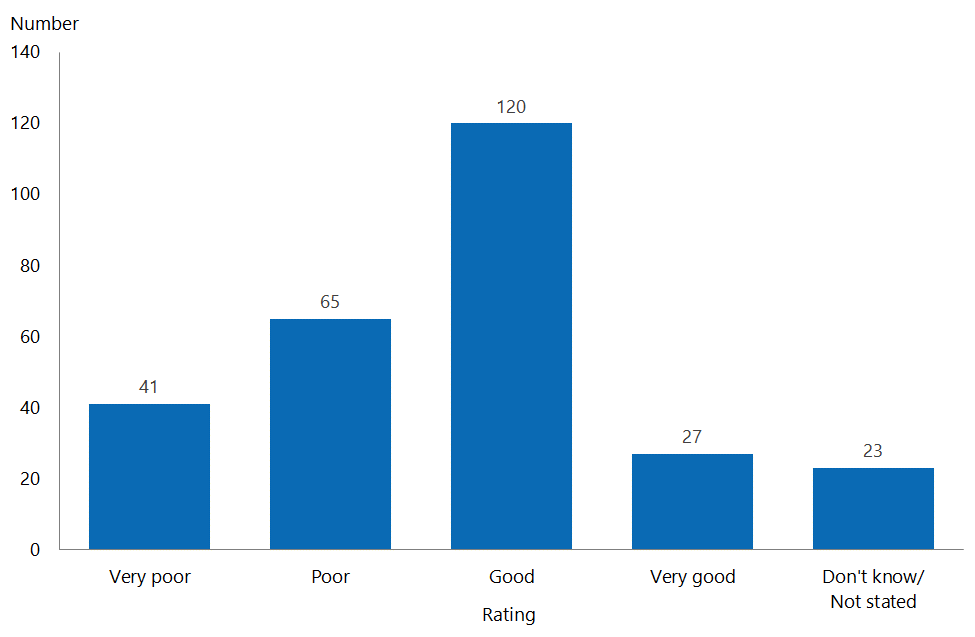 Number
140
120
100
80
60
40
20
0
41
65
120
27
23
Very poor
Poor
Good
Very good
Don't know/
Not stated
Rating